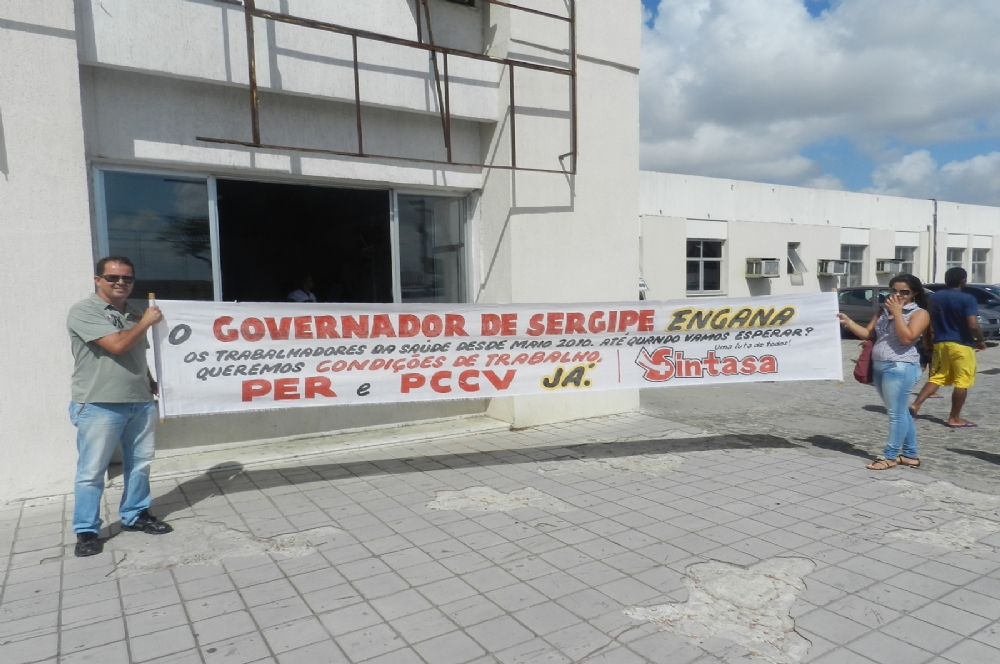 O GOVERNADOR DE SERGIPE ENGANA
OS TRABALHADORES DA SAÚDE DESDE MAIO 2010. ATÉ QUANDO VAMOS ESPERAR?
QUEREMOS CONDIÇÕES DE TRABALHO,
PER e PCCV JÁ!
Sintasa Uma luta de todos!